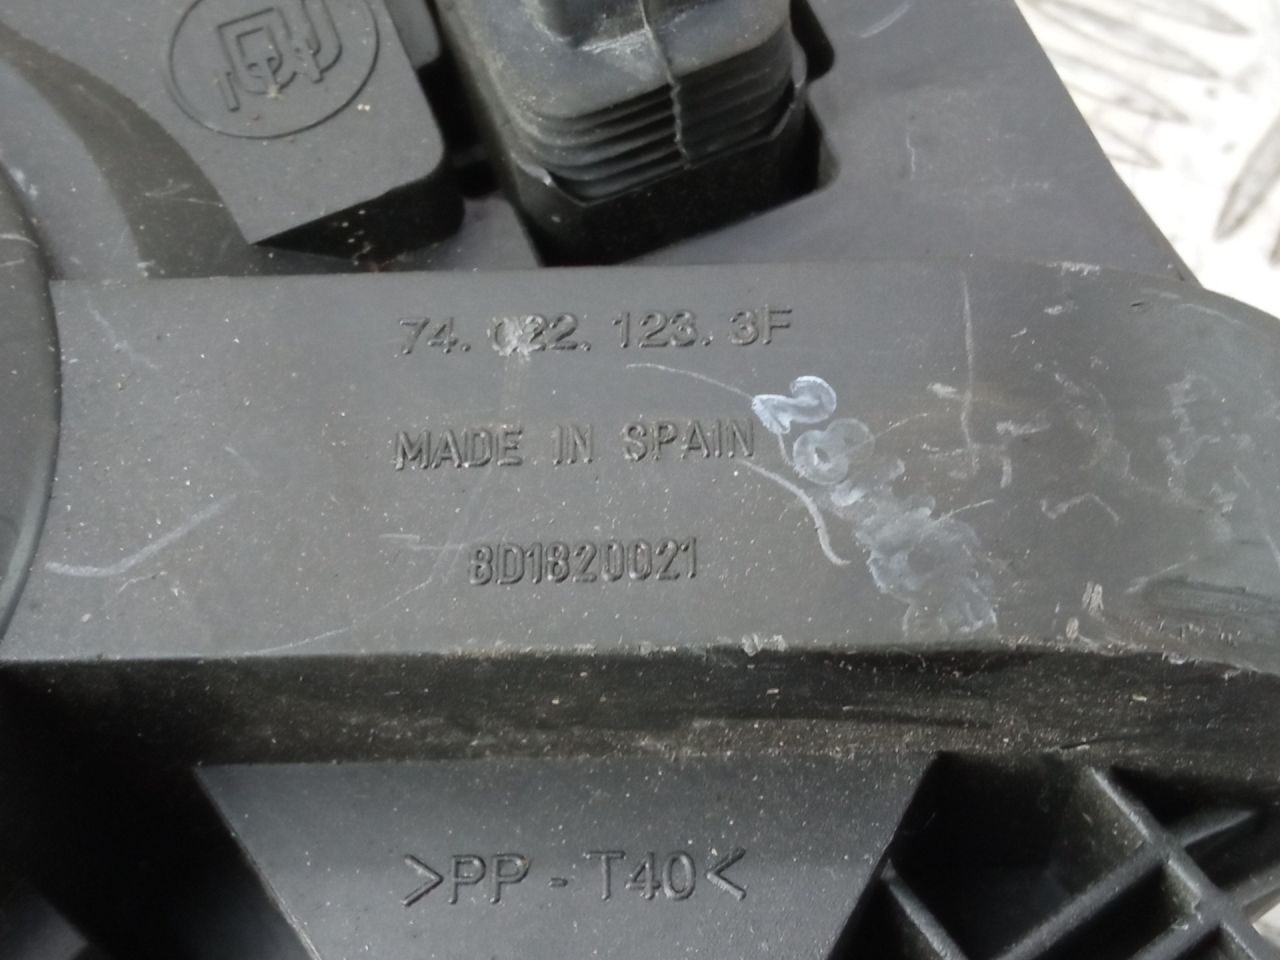 74.022.123.3F
MADE IN SPAIN
8D1820021
>PP-T40<